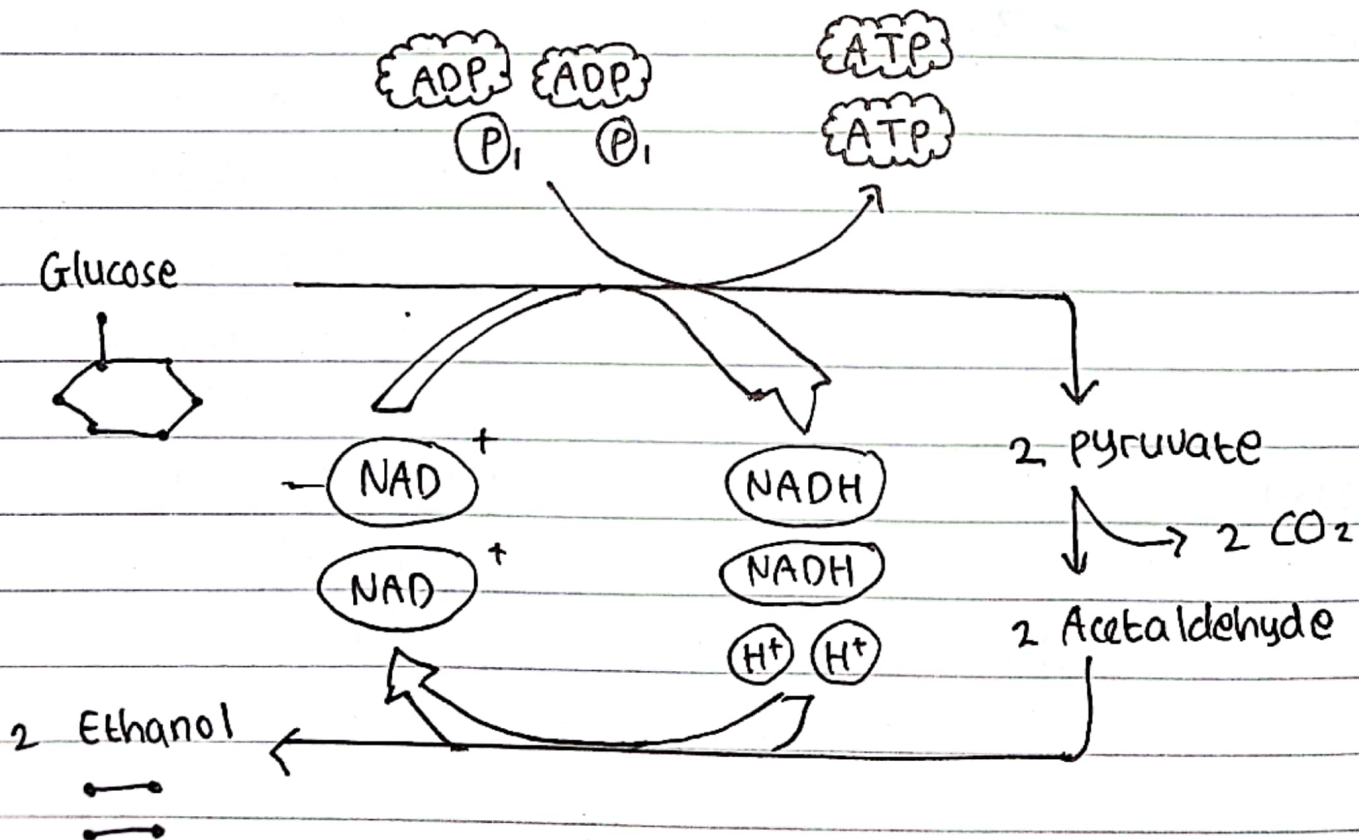 ADP ADP ATP
P₁ P₁ ATP
Glucose
NAD⁺ NADH 2 pyruvate
2 CO₂
NAD⁺ NADH
H⁺ H⁺ 2 Acetaldehyde
2 Ethanol